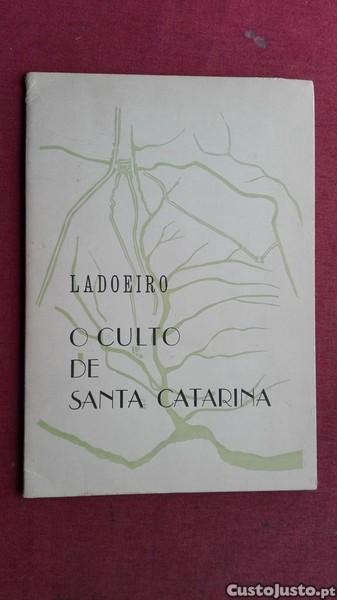 LADOEIRO
O CULTO
DE
SANTA CATARINA
CustoJusto.pt